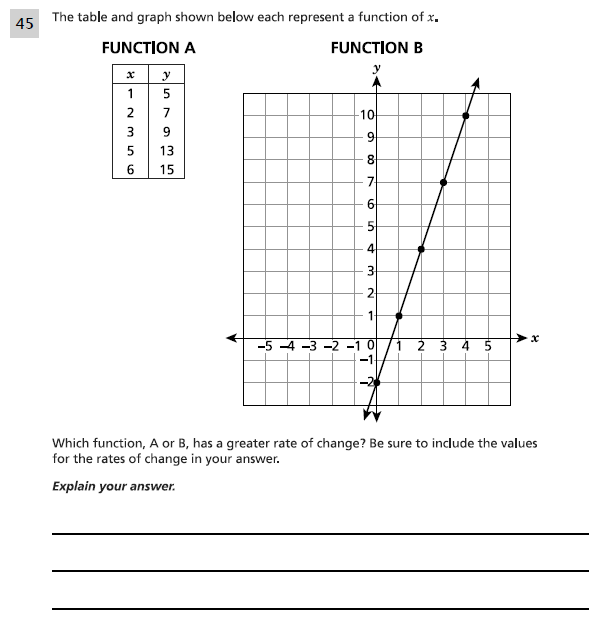 45 The table and graph shown below each represent a function of x.
FUNCTION A
x y
1 5
2 7
3 9
5 13
6 15
FUNCTION B
y
10
9
8
7
6
5
4
3
2
1
–5 –4 –3 –2 –1 0 1 2 3 4 5 x
–1
–2
Which function, A or B, has a greater rate of change? Be sure to include the values
for the rates of change in your answer.
Explain your answer.